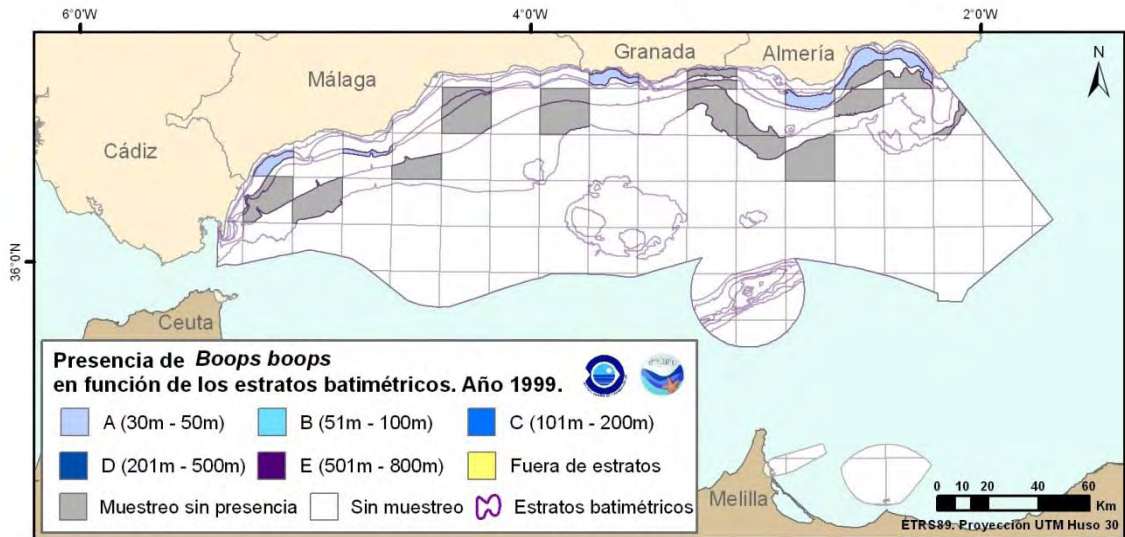 6°0'W 4°0'W 2°0'W
Granada Almería
Málaga
N
Cádiz
36°0'N
Ceuta
Presencia de Boops boops
en función de los estratos batimétricos. Año 1999.
A (30m - 50m) B (51m - 100m) C (101m - 200m)
D (201m - 500m) E (501m - 800m) Fuera de estratos
Muestreo sin presencia Sin muestreo Estratos batimétricos
Melilla
0 10 20 40 60
Km
ETRS89. Proyección UTM Huso 30